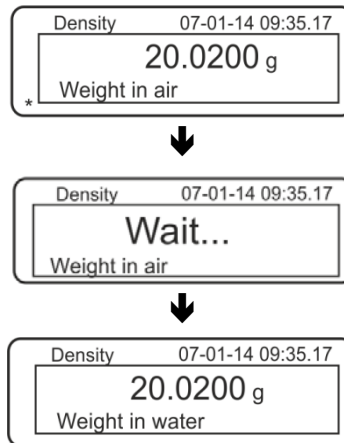 Density 07-01-14 09:35.17
20.0200 g
Weight in air
*
Density 07-01-14 09:35.17
Wait...
Weight in air
Density 07-01-14 09:35.17
20.0200 g
Weight in water